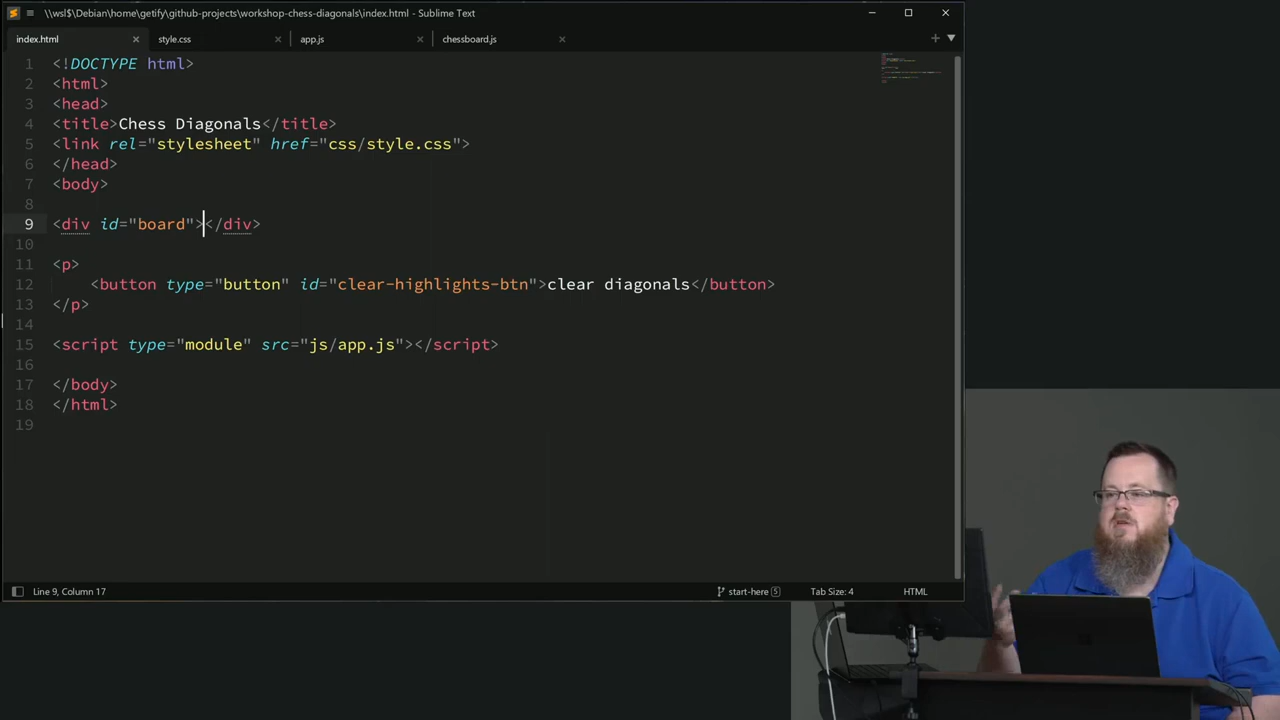 \\wsl$\Debian\home\getify\github-projects\workshop-chess-diagonals\index.html - Sublime Text
index.html style.css app.js chessboard.js
1 <!DOCTYPE html>
2 <html>
3 <head>
4 <title>Chess Diagonals</title>
5 <link rel="stylesheet" href="css/style.css">
6 </head>
7 <body>
8
9 <div id="board"></div>
10
11 <p>
12 <button type="button" id="clear-highlights-btn">clear diagonals</button>
13 </p>
14
15 <script type="module" src="js/app.js"></script>
16
17 </body>
18 </html>
19
Line 9, Column 17 start-here 5 Tab Size: 4 HTML